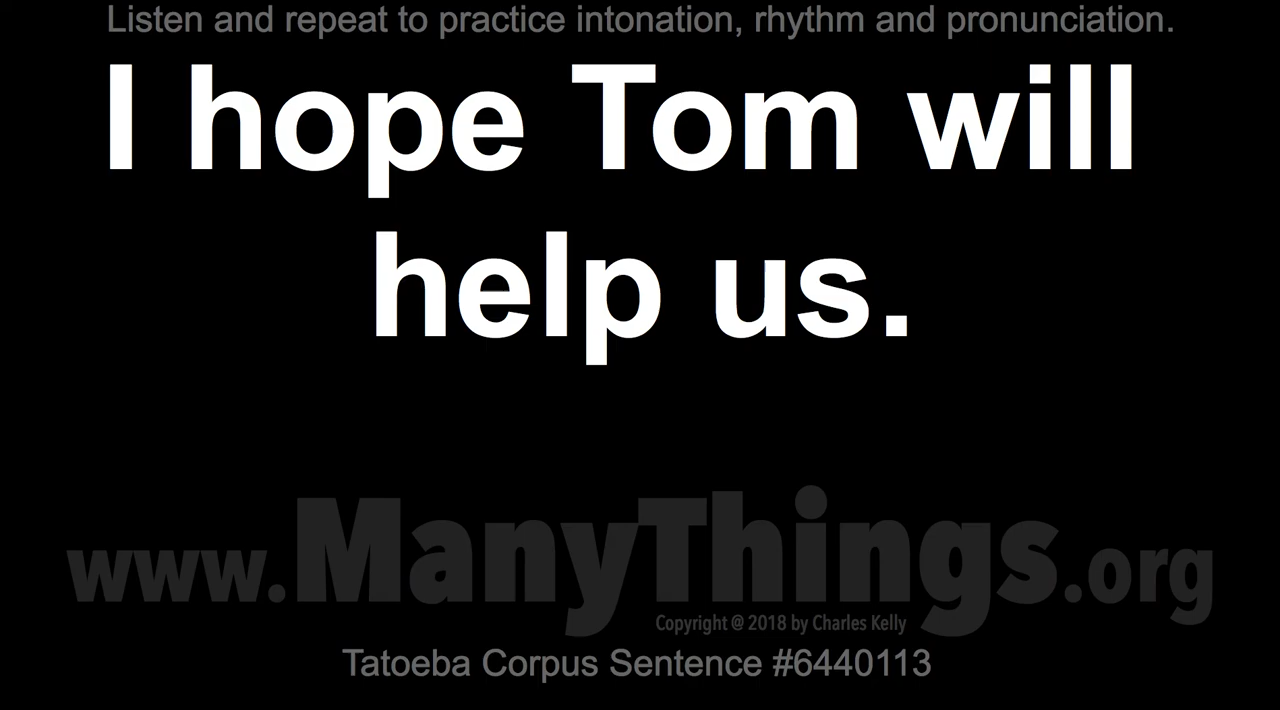 Listen and repeat to practice intonation, rhythm and pronunciation.
I hope Tom will
help us.
www.ManyThings.org
Copyright @ 2018 by Charles Kelly
Tatoeba Corpus Sentence #6440113